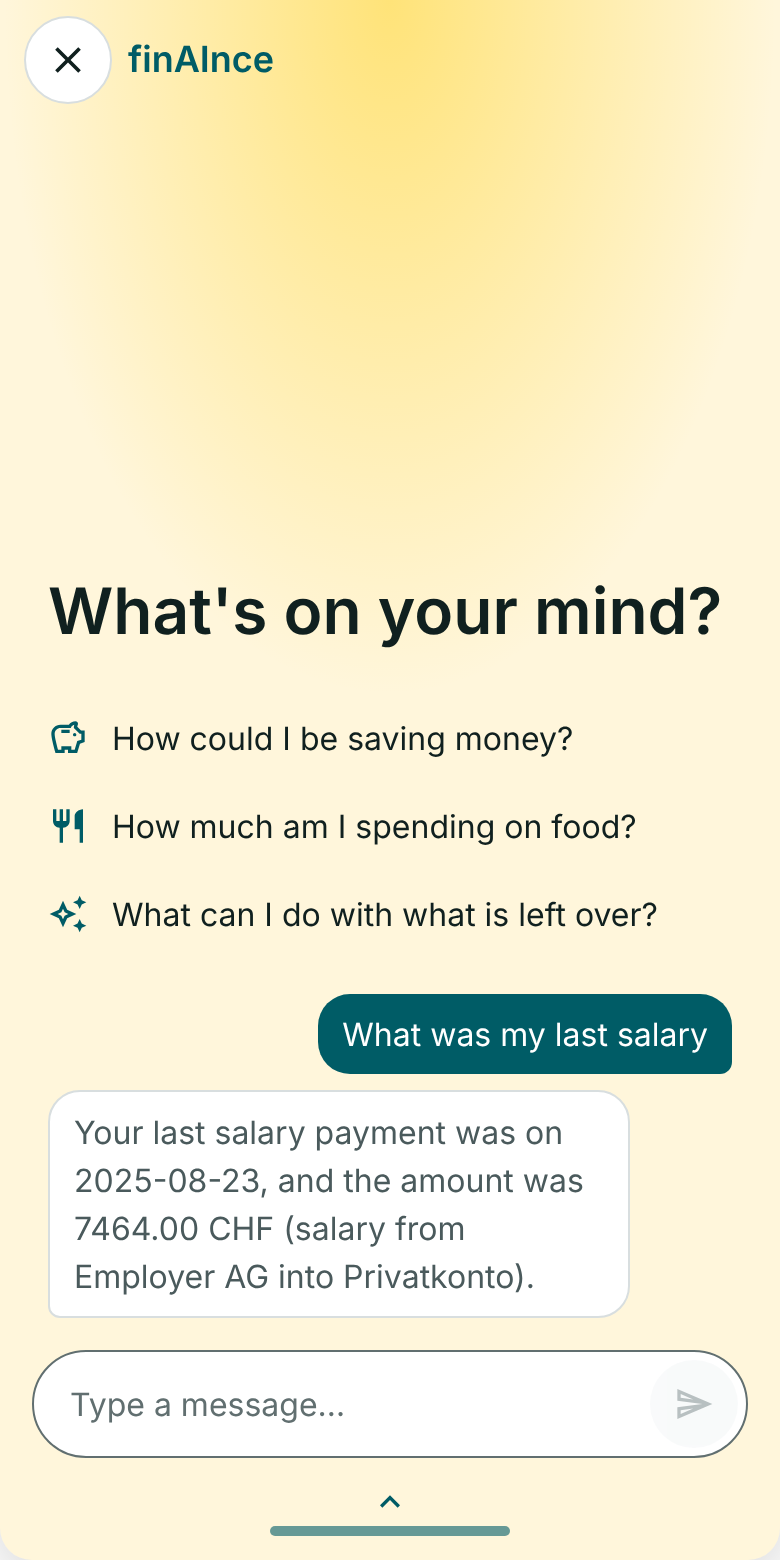 finAInce
What's on your mind?
How could I be saving money?
How much am I spending on food?
What can I do with what is left over?
What was my last salary
Your last salary payment was on
2025-08-23, and the amount was
7464.00 CHF (salary from
Employer AG into Privatkonto).
Type a message...